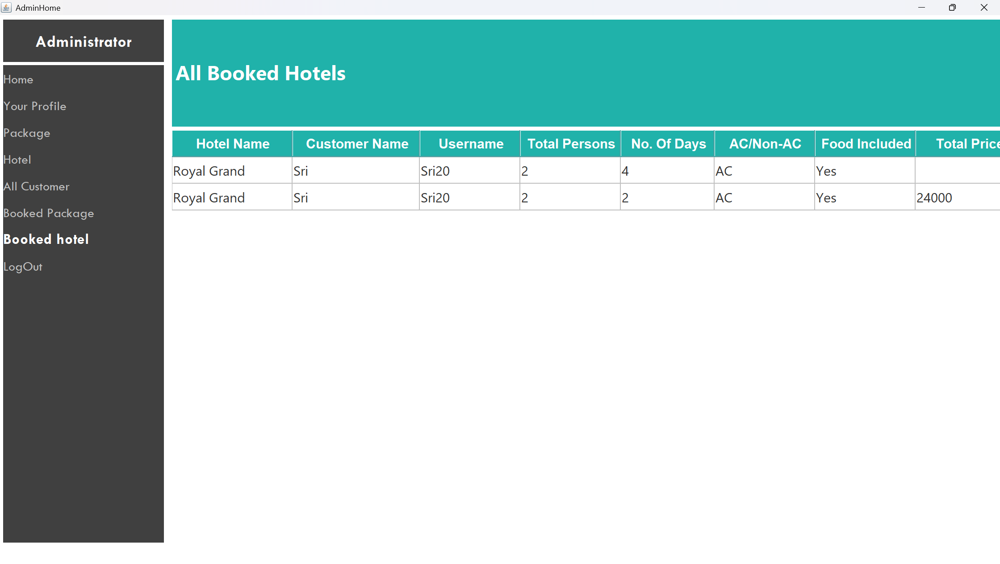 AdminHome
Administrator
Home
Your Profile
Package
Hotel
All Customer
Booked Package
Booked hotel
LogOut
All Booked Hotels
Hotel Name Customer Name Username Total Persons No. Of Days AC/Non-AC Food Included Total Price
Royal Grand Sri Sri20 2 4 AC Yes
Royal Grand Sri Sri20 2 2 AC Yes 24000